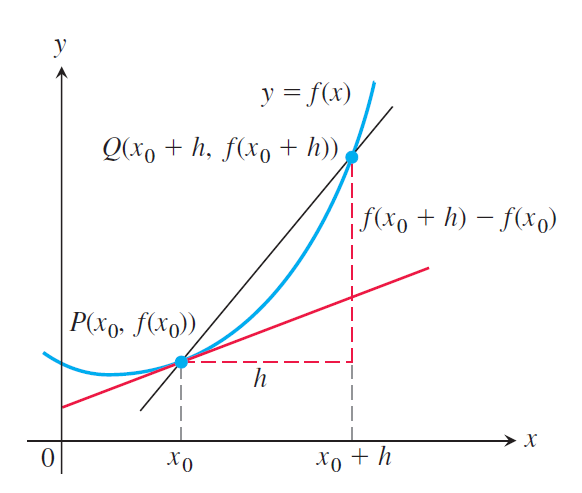 y
y = f(x)
Q(x₀ + h, f(x₀ + h))
f(x₀ + h) − f(x₀)
P(x₀, f(x₀))
h
0
x₀
x₀ + h
x